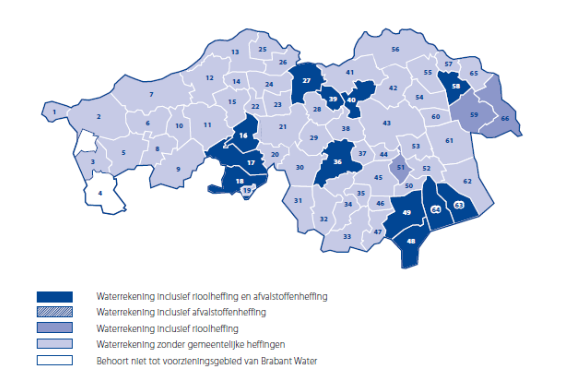 13 25
56
26
57
12 14 24 27 41 55 58 65
7 42
15 23 39 40 54
1 22 28 59
2 6 10 11 16 21 38 43 60 66
29 61
5 8 53
3 17 20 36 37 44
9 30 51 52
18 45 62
4 19 50
31 35
34 46 49 64 63
32
33 47 48
Waterrekening inclusief rioolheffing en afvalstoffenheffing
Waterrekening inclusief afvalstoffenheffing
Waterrekening inclusief rioolheffing
Waterrekening zonder gemeentelijke heffingen
Behoort niet tot voorzieningsgebied van Brabant Water